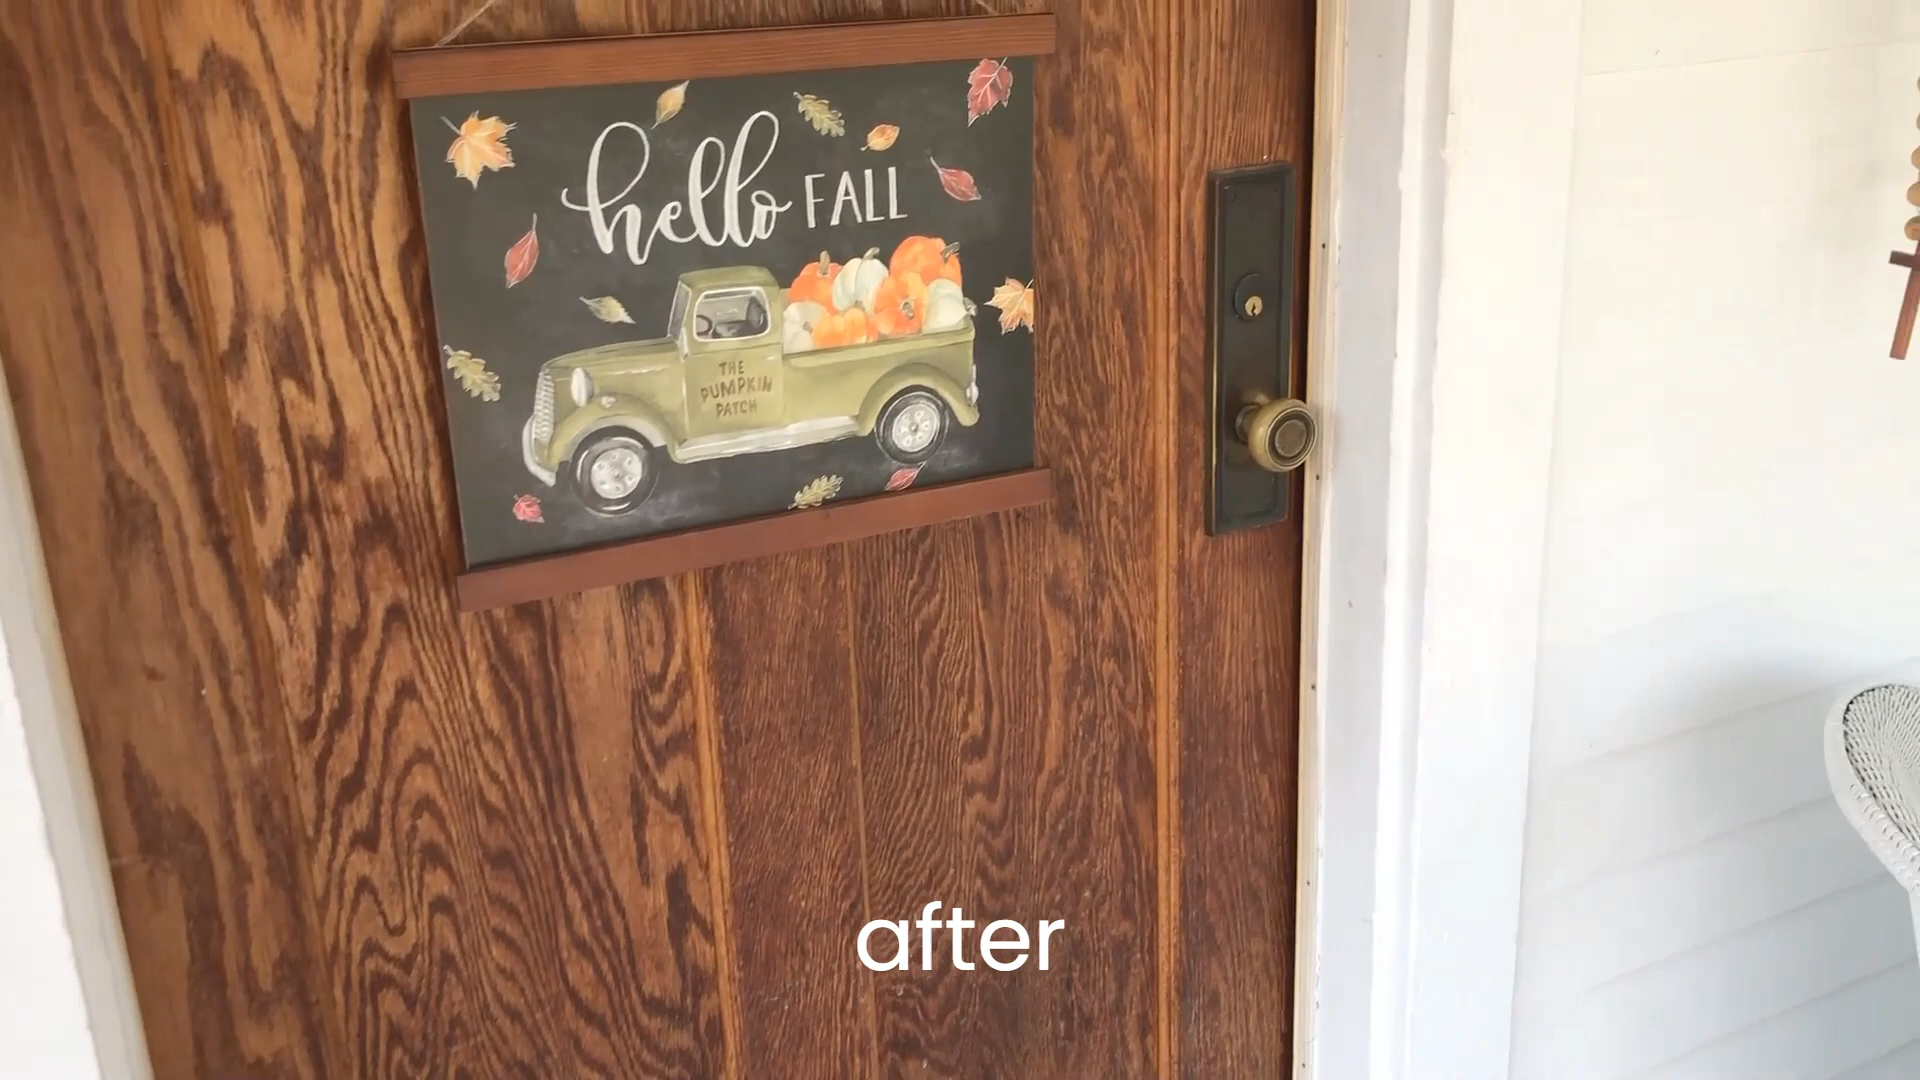 hello FALL
THE
PUMPKIN
PATCH
after